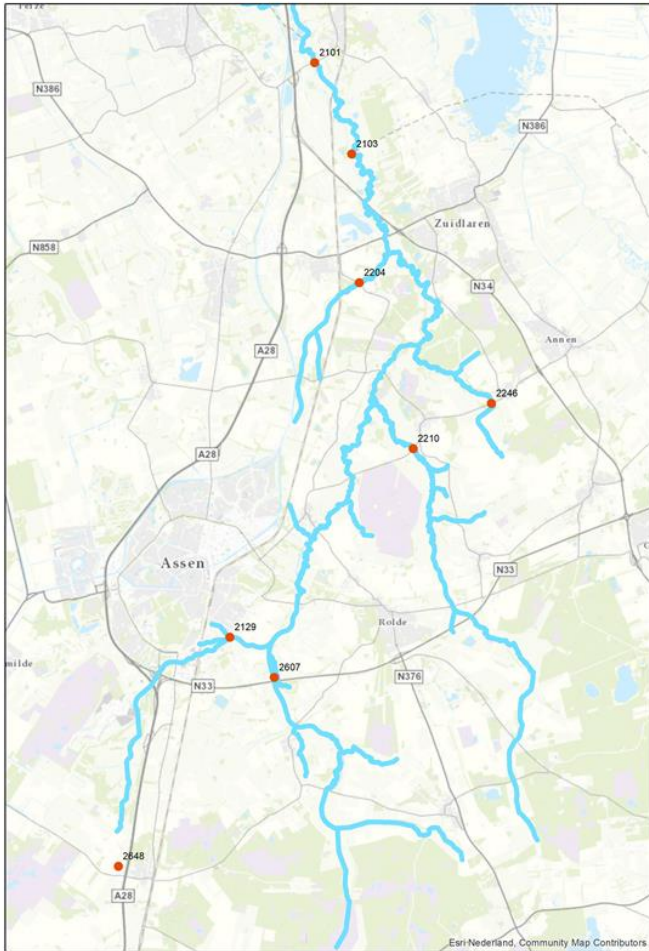 2101
N386
2103
N386
Zuidlaren
N858
2204
N34
A28
Annen
2246
2210
A28
Assen
N33
2129
Rolde
milde
2607
N33
N376
2648
A28
Esri Nederland, Community Map Contributors